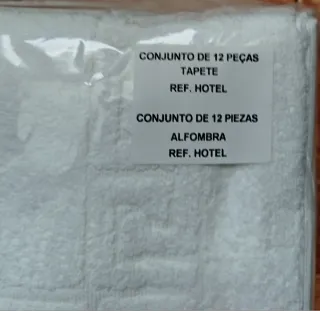 CONJUNTO DE 12 PEÇAS
TAPETE
REF. HOTEL
CONJUNTO DE 12 PIEZAS
ALFOMBRA
REF. HOTEL